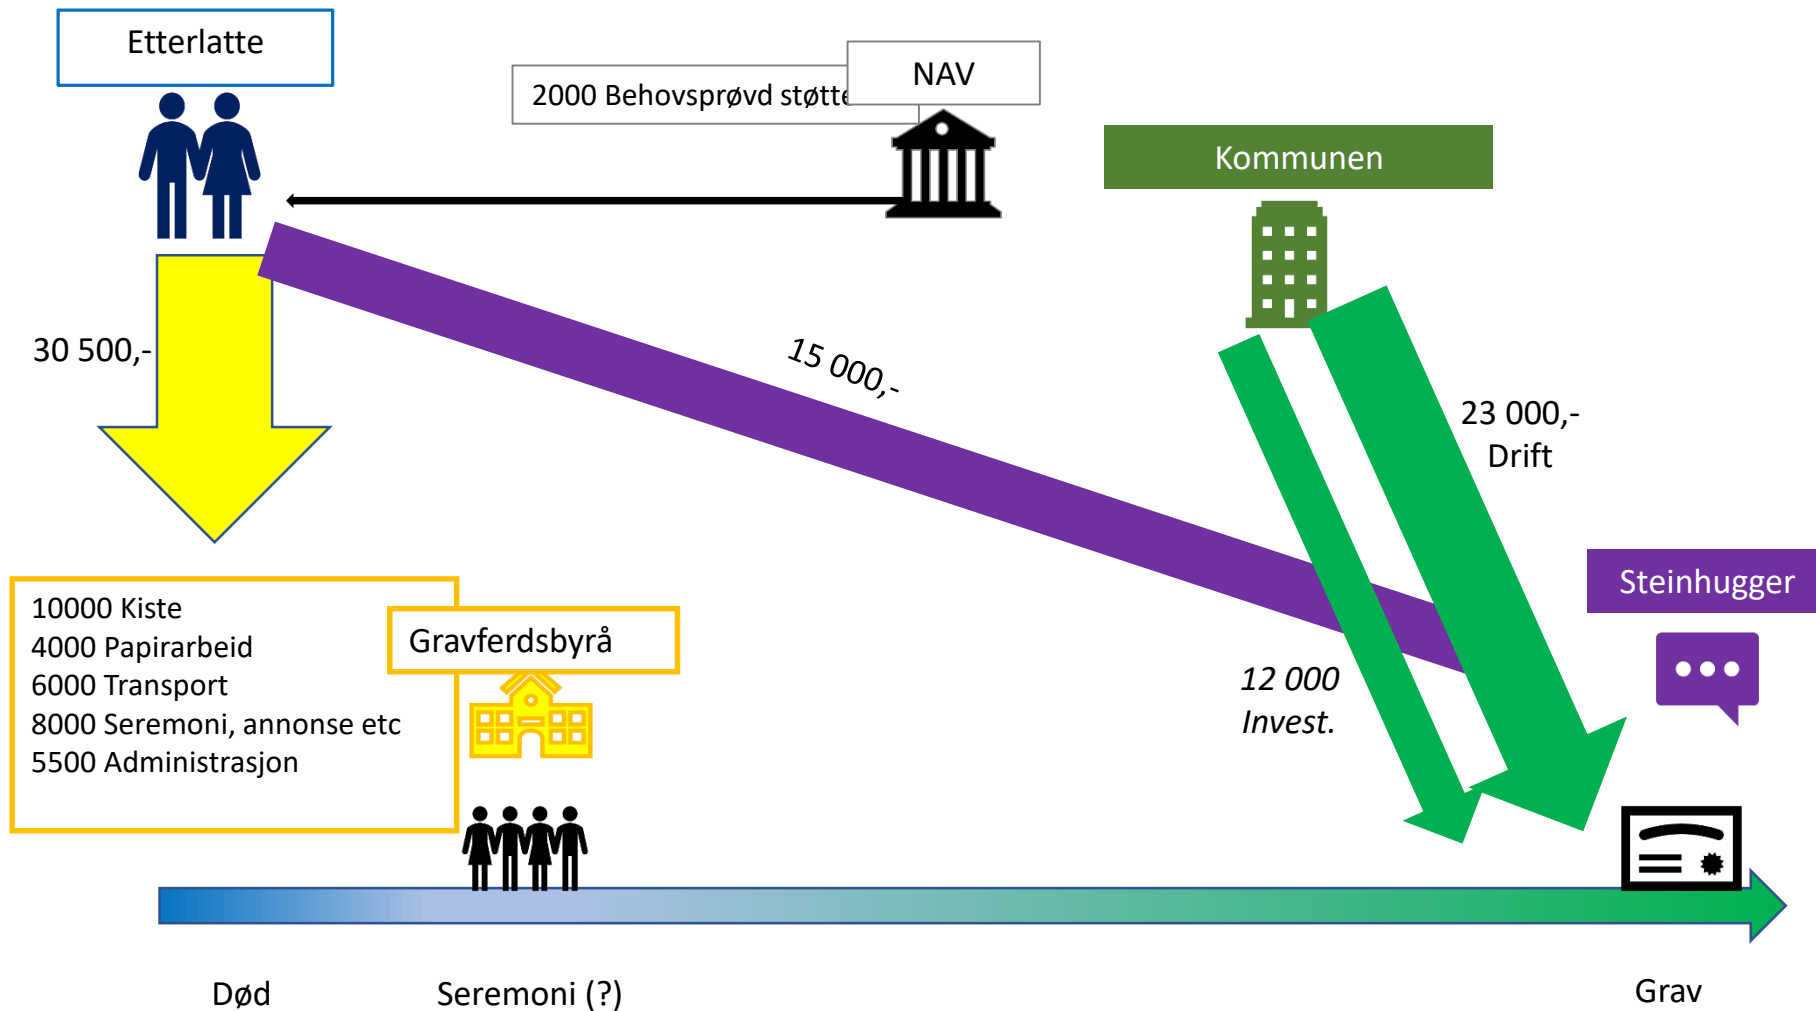 Etterlatte
NAV
2000 Behovsprøvd støtte
Kommunen
30 500,-
15 000,-
23 000,-
Drift
Steinhugger
10000 Kiste
4000 Papirarbeid
6000 Transport
8000 Seremoni, annonse etc
5500 Administrasjon
Gravferdsbyrå
12 000
Invest.
Død
Seremoni (?)
Grav